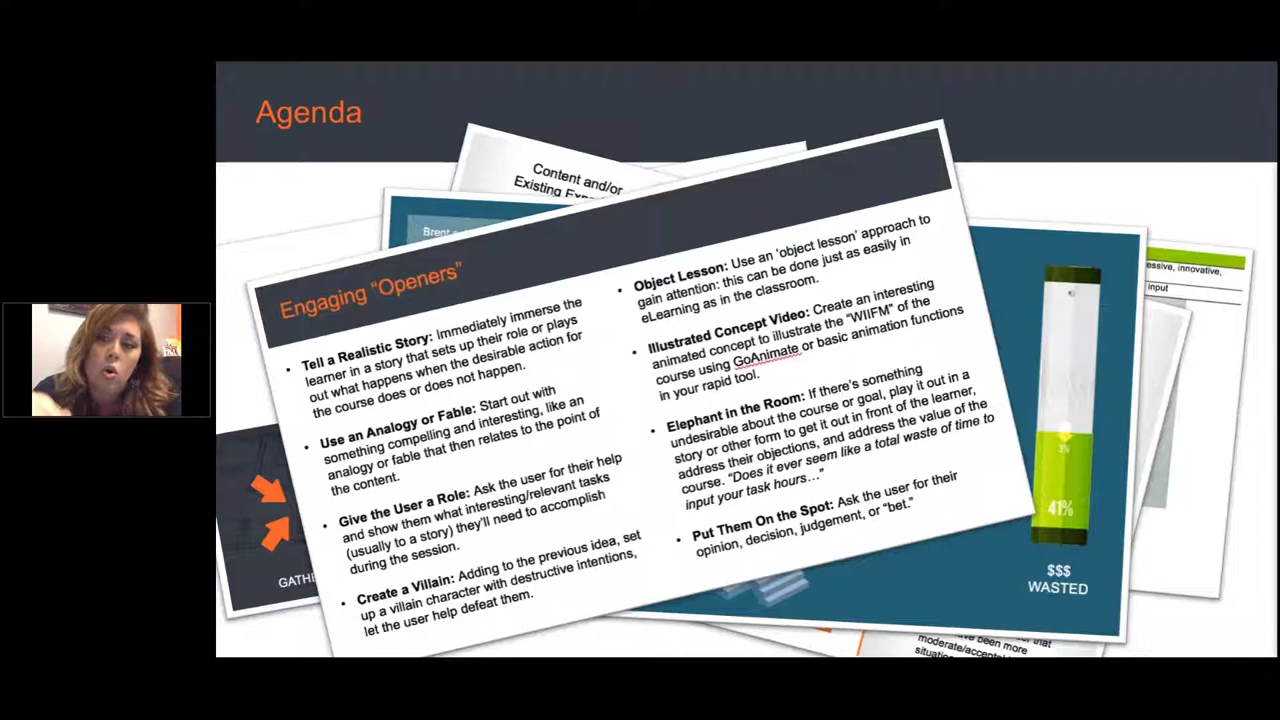 Agenda
Content and/or
Existing
Brent
Engaging “Openers”
• Tell a Realistic Story: Immediately immerse the
learner in a story that sets up their role or plays
out what happens when the desirable action for
the course does or does not happen.
• Use an Analogy or Fable: Start out with
something compelling and interesting, like an
analogy or fable that then relates to the point of
the content.
• Give the User a Role: Ask the user for their help
and show them what interesting/relevant tasks
(usually to a story) they'll need to accomplish
during the session.
• Create a Villain: Adding to the previous idea, set
up a villain character with destructive intentions,
let the user help defeat them.
• Object Lesson: Use an ‘object lesson’ approach to
gain attention: this can be done just as easily in
eLearning as in the classroom.
• Illustrated Concept Video: Create an interesting
animated concept to illustrate the “WIIFM” of the
course using GoAnimate or basic animation functions
in your rapid tool.
• Elephant in the Room: If there's something
undesirable about the course or goal, play it out in a
story or other form to get it out in front of the learner,
address their objections, and address the value of the
course. “Does it ever seem like a total waste of time to
input your task hours…”
• Put Them On the Spot: Ask the user for their
opinion, decision, judgement, or “bet.”
innovative,
input
3%
41%
$$$
WASTED
that
have been more